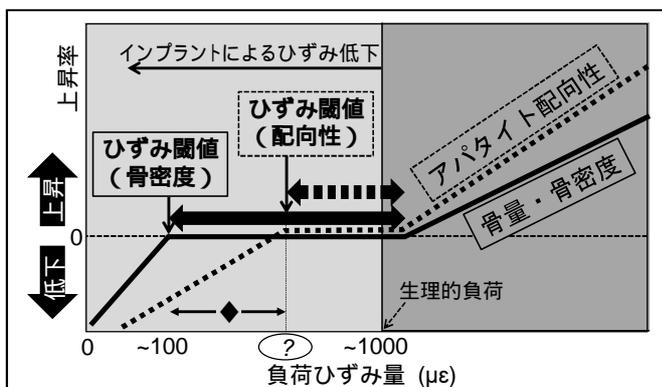 上昇率
インプラントによるひずみ低下
ひずみ閾値
(配向性)
ひずみ閾値
(骨密度)
アパタイト配向性
骨量・骨密度
上昇
0
低下
生理的負荷
0
~100
?
~1000
負荷ひずみ量 (με)